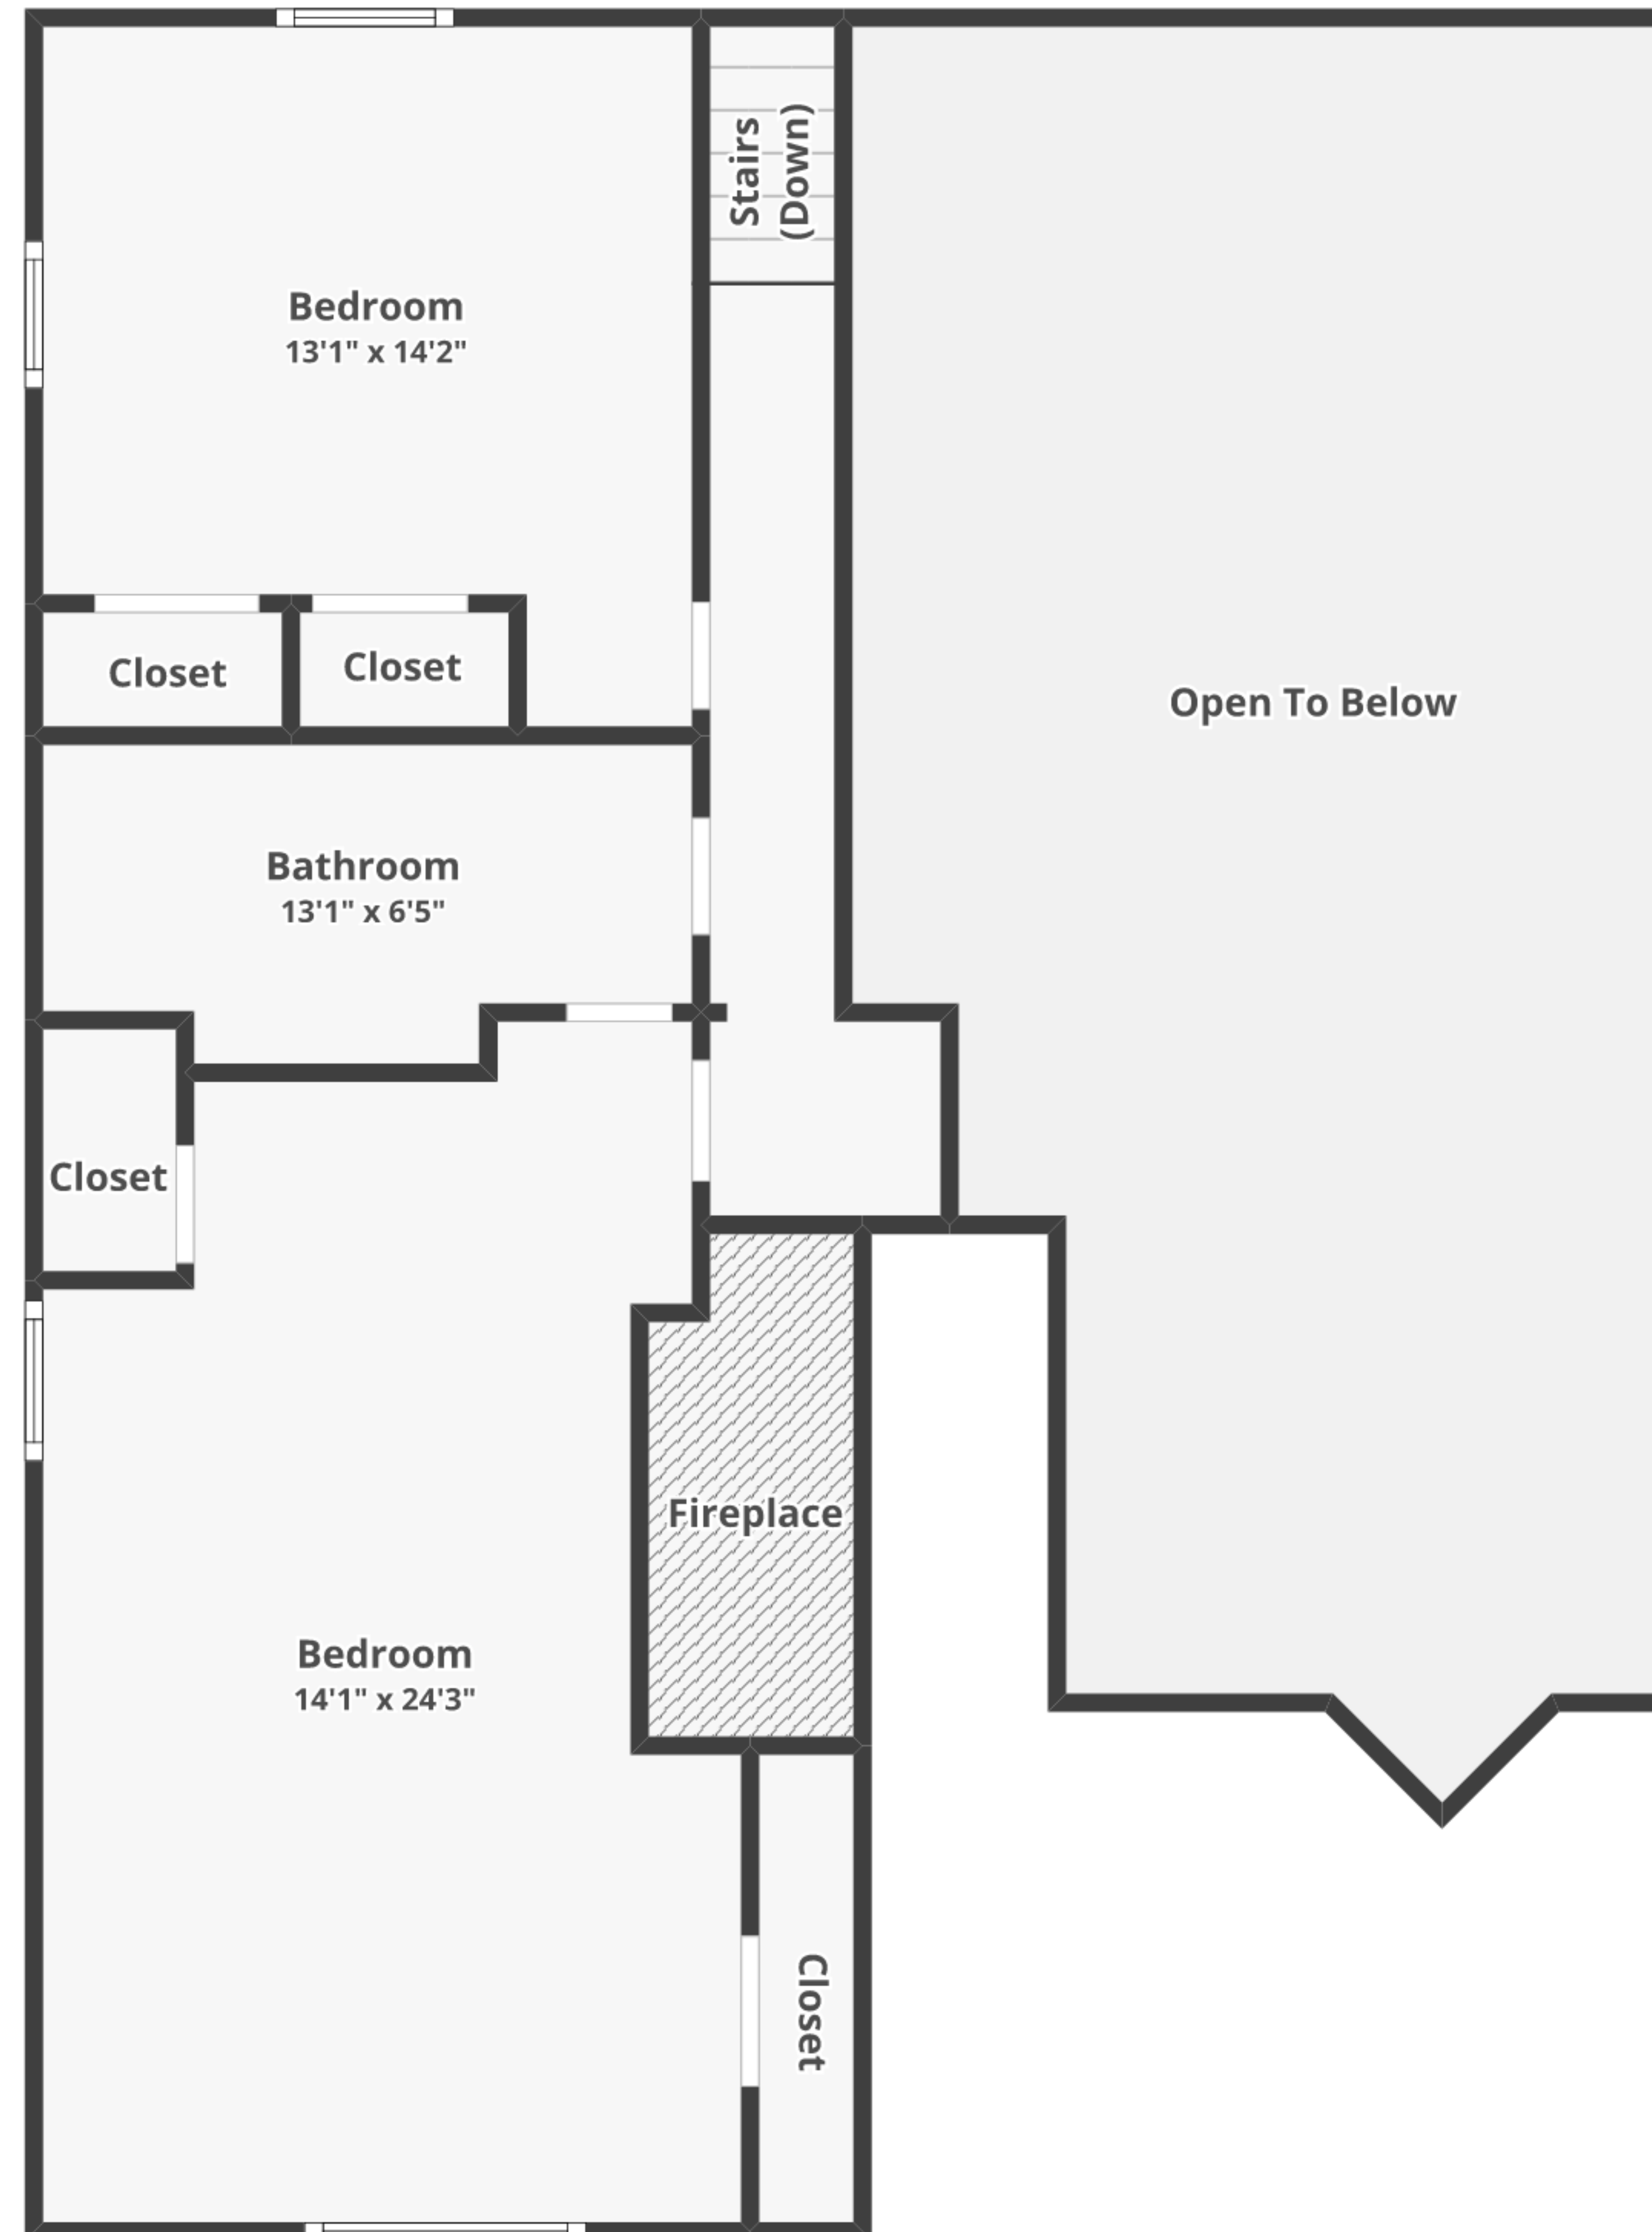 Stairs
(Down)
Bedroom
13'1" x 14'2"
Closet
Closet
Open To Below
Bathroom
13'1" x 6'5"
Closet
Fireplace
Bedroom
14'1" x 24'3"
Closet